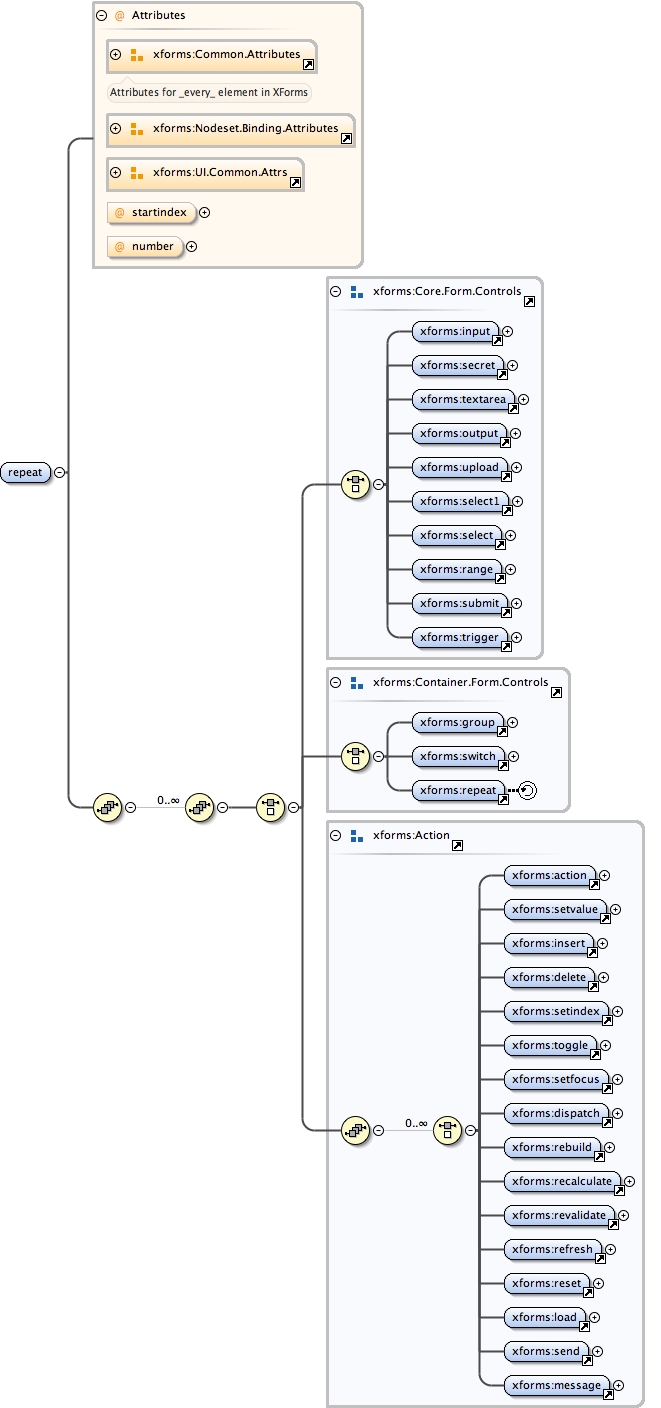 @ Attributes
xforms:Common.Attributes
Attributes for _every_ element in XForms
xforms:Nodeset.Binding.Attributes
xforms:UI.Common.Attrs
@ startindex
@ number
xforms:Core.Form.Controls
xforms:input
xforms:secret
xforms:textarea
xforms:output
xforms:upload
repeat
xforms:select1
xforms:select
xforms:range
xforms:submit
xforms:trigger
xforms:Container.Form.Controls
xforms:group
xforms:switch
xforms:repeat
0..∞
xforms:Action
xforms:action
xforms:setvalue
xforms:insert
xforms:delete
xforms:setindex
xforms:toggle
xforms:setfocus
xforms:dispatch
0..∞
xforms:rebuild
xforms:recalculate
xforms:revalidate
xforms:refresh
xforms:reset
xforms:load
xforms:send
xforms:message